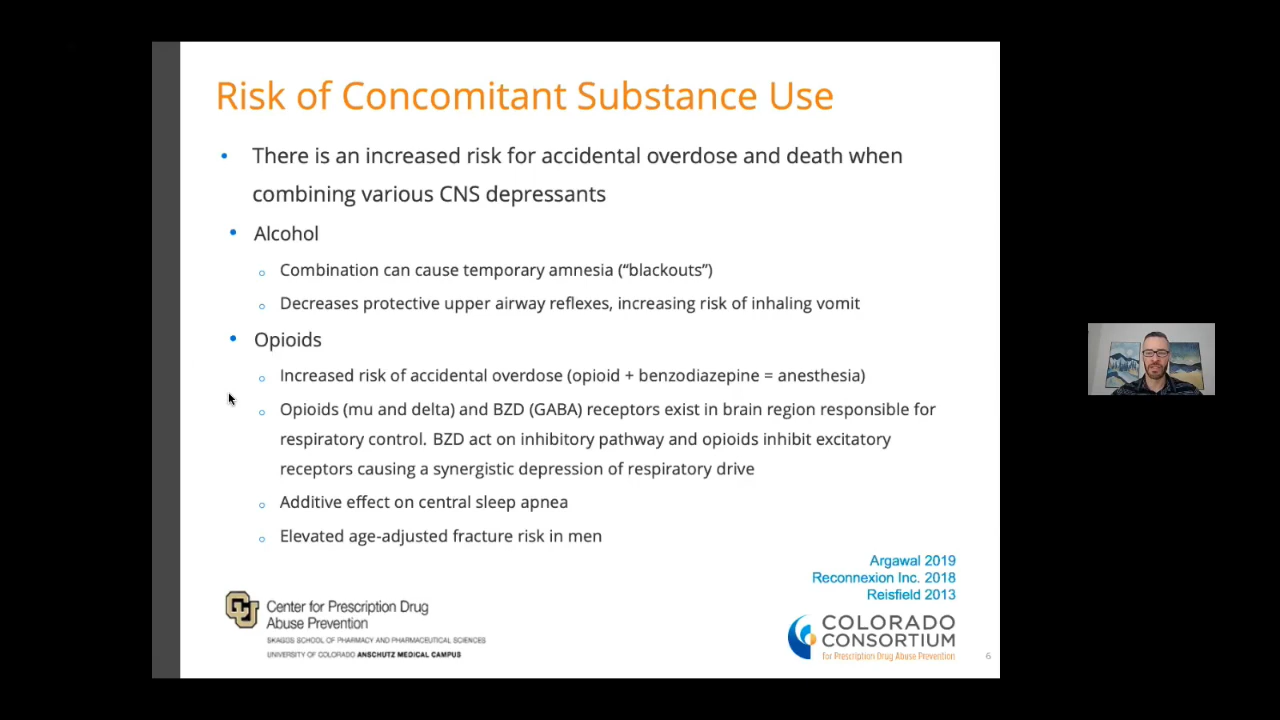 Risk of Concomitant Substance Use
• There is an increased risk for accidental overdose and death when
combining various CNS depressants
• Alcohol
o Combination can cause temporary amnesia (“blackouts”)
o Decreases protective upper airway reflexes, increasing risk of inhaling vomit
• Opioids
o Increased risk of accidental overdose (opioid + benzodiazepine = anesthesia)
o Opioids (mu and delta) and BZD (GABA) receptors exist in brain region responsible for
respiratory control. BZD act on inhibitory pathway and opioids inhibit excitatory
receptors causing a synergistic depression of respiratory drive
o Additive effect on central sleep apnea
o Elevated age-adjusted fracture risk in men
Argawal 2019
Reconnexion Inc. 2018
Reisfield 2013
CU
Center for Prescription Drug
Abuse Prevention
SKAGGS SCHOOL OF PHARMACY AND PHARMACEUTICAL SCIENCES
UNIVERSITY OF COLORADO ANSCHUTZ MEDICAL CAMPUS
COLORADO
CONSORTIUM
for Prescription Drug Abuse Prevention
6